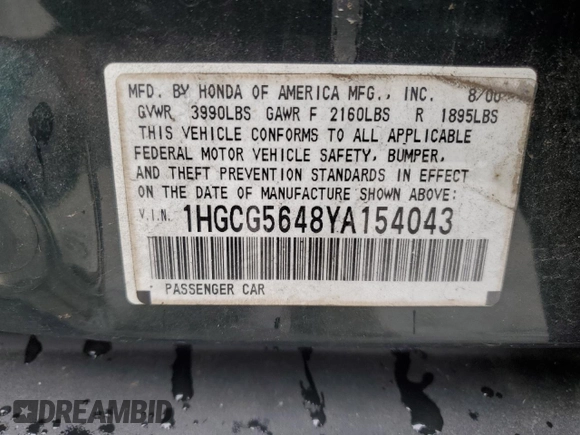 MFD. BY HONDA OF AMERICA MFG., INC. 8/00
GVWR 3990LBS GAWR F 2160LBS R 1895LBS
THIS VEHICLE CONFORMS TO ALL APPLICABLE
FEDERAL MOTOR VEHICLE SAFETY, BUMPER,
AND THEFT PREVENTION STANDARDS IN EFFECT
ON THE DATE OF MANUFACTURE SHOWN ABOVE:
V.I.N. 1HGCG5648YA154043
PASSENGER CAR
DREAMBID